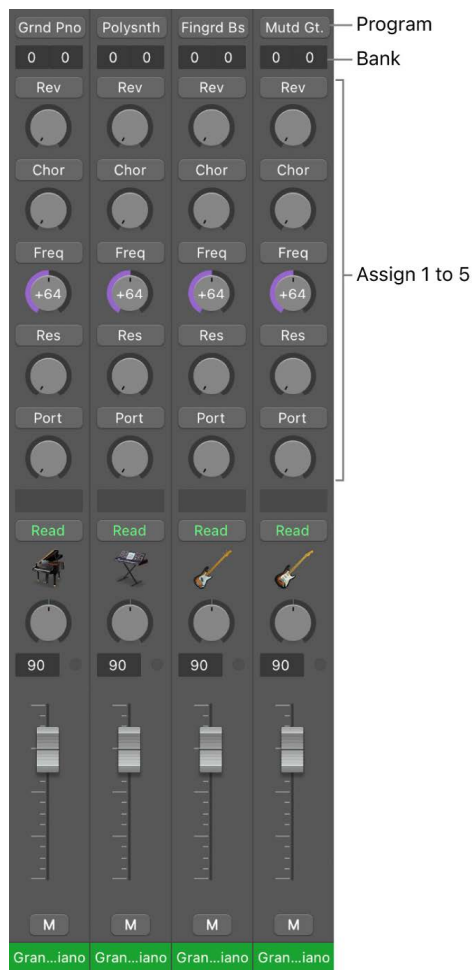 Grnd Pno Polysnth Fingrd Bs Mutd Gt. Program
0 0 0 0 0 0 0 0 Bank
Rev Rev Rev Rev
Chor Chor Chor Chor
Freq Freq Freq Freq
Assign 1 to 5
+64 +64 +64 +64
Res Res Res Res
Port Port Port Port
Read Read Read Read
90 90 90 90
M M M M
Gran...iano Gran...iano Gran...iano Gran...iano